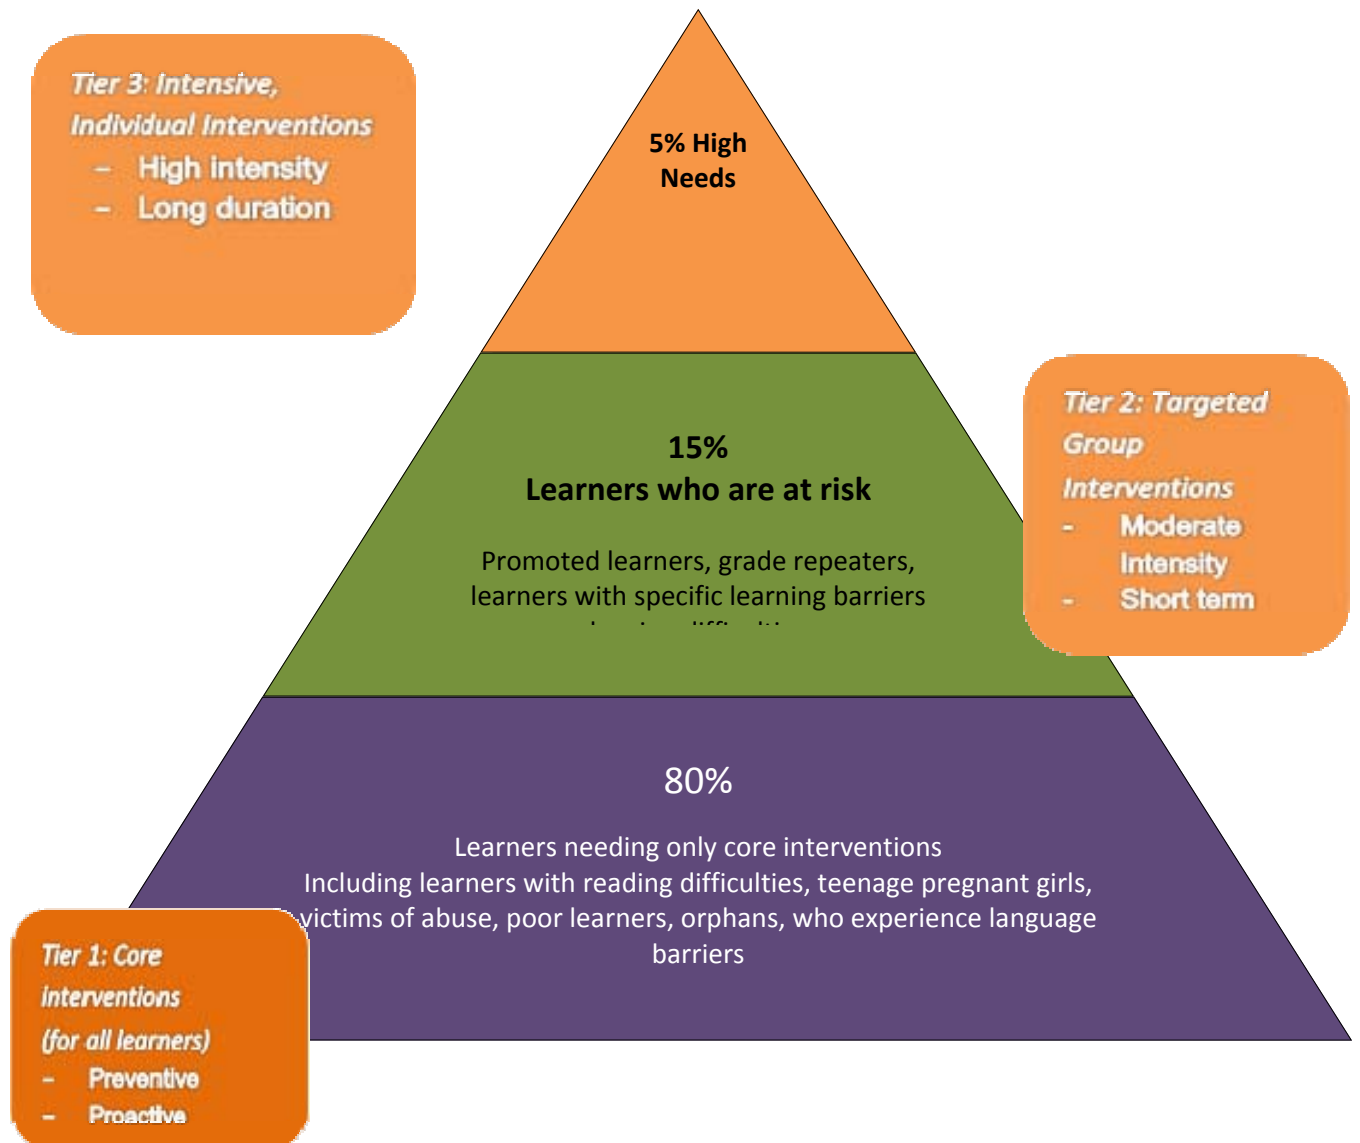 Tier 3: Intensive,
Individual Interventions
– High intensity
– Long duration
5% High
Needs
15%
Learners who are at risk
Promoted learners, grade repeaters,
learners with specific learning barriers
Tier 2: Targeted
Group
Interventions
- Moderate
Intensity
- Short term
80%
Learners needing only core interventions
Including learners with reading difficulties, teenage pregnant girls,
victims of abuse, poor learners, orphans, who experience language
barriers
Tier 1: Core
interventions
(for all learners)
– Preventive
– Proactive